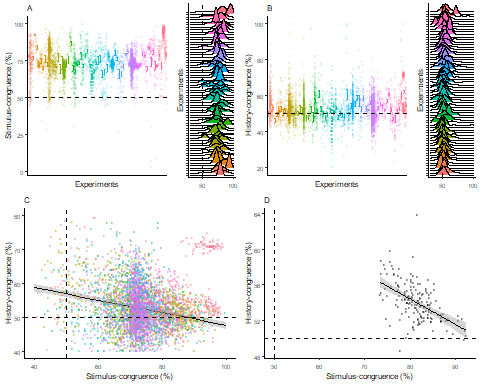 A
Stimulus-congruence (%)
100
75
50
25
0
Experiments
Experiments
50
100
B
History-congruence (%)
100
80
60
40
20
Experiments
Experiments
50
100
C
History-congruence (%)
80
70
60
50
40
40
60
80
100
Stimulus-congruence (%)
D
History-congruence (%)
64
60
56
52
48
50
60
70
80
90
Stimulus-congruence (%)